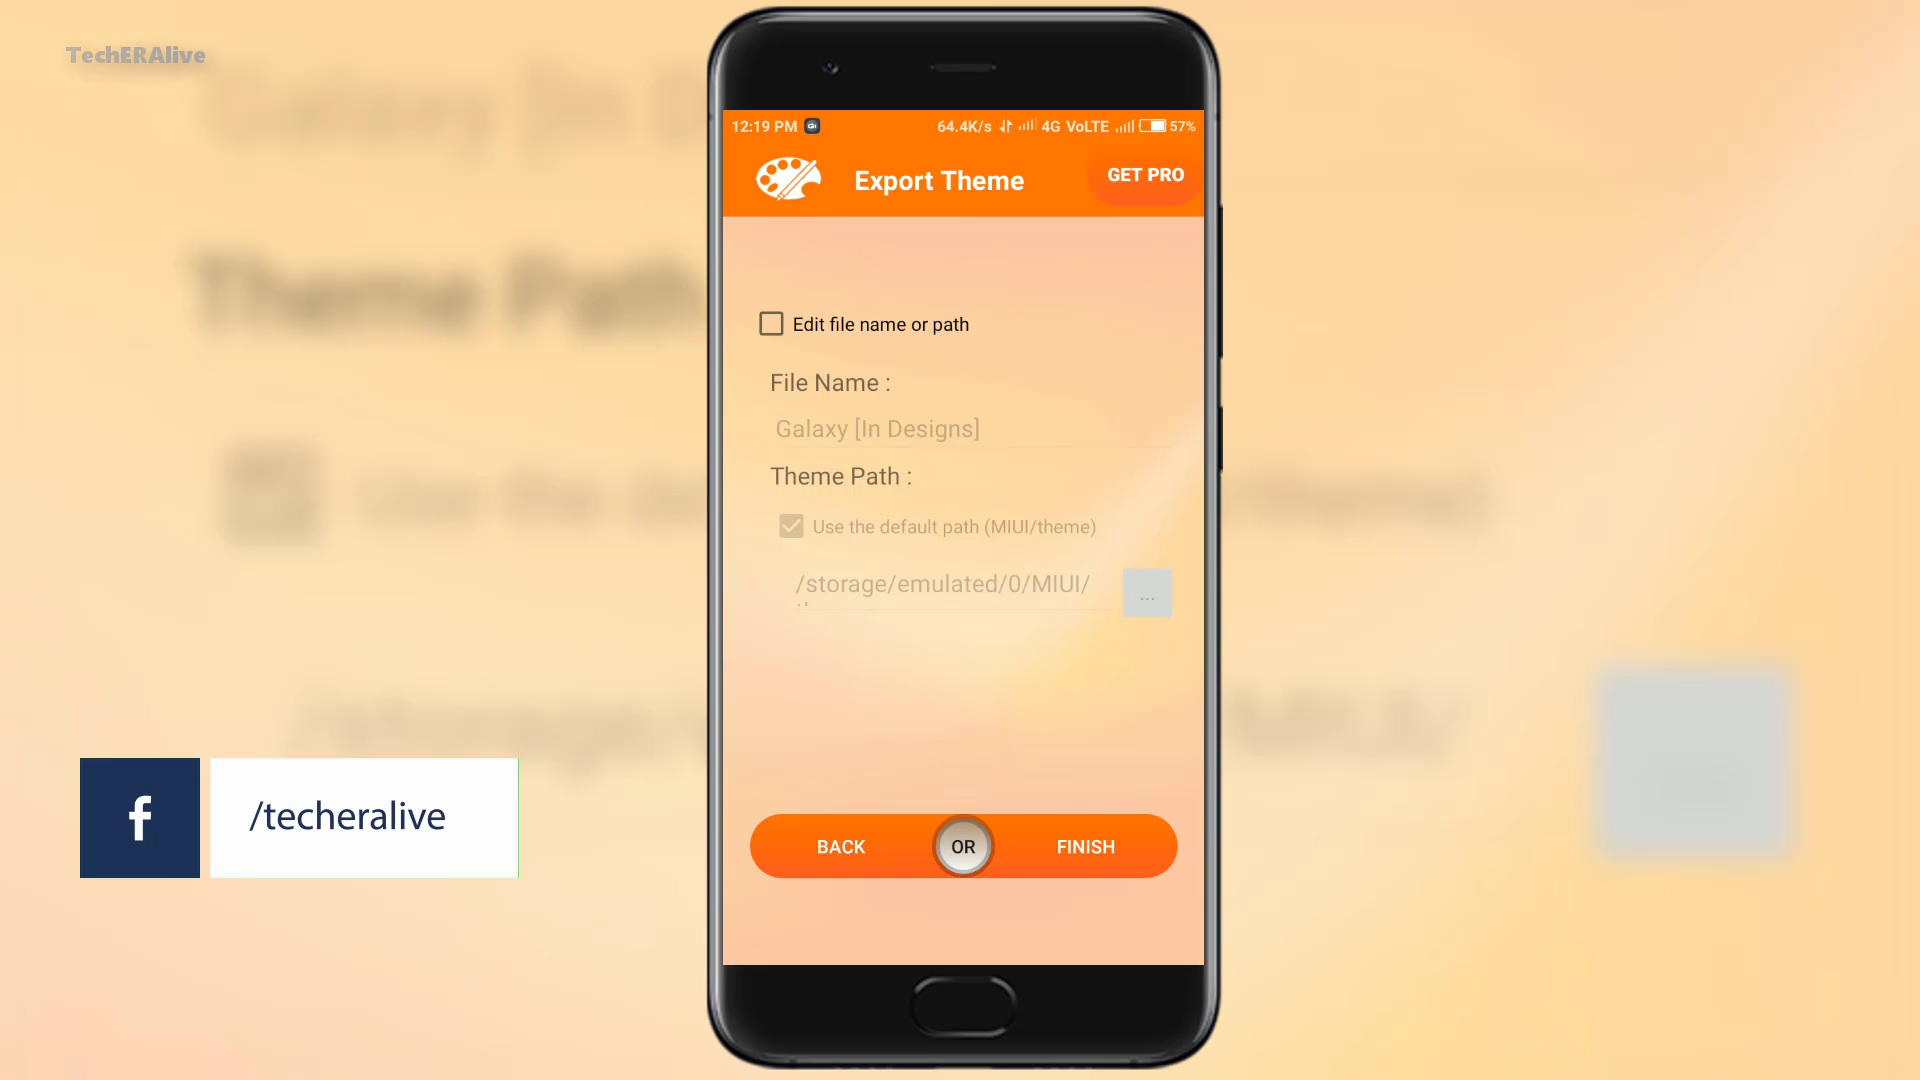 TechERAlive
12:19 PM 64.4K/s 4G VoLTE 57%
Export Theme
GET PRO
Edit file name or path
File Name :
Galaxy [In Designs]
Theme Path :
Use the default path (MIUI/theme)
/storage/emulated/0/MIUI/
...
BACK OR FINISH
f /techeralive